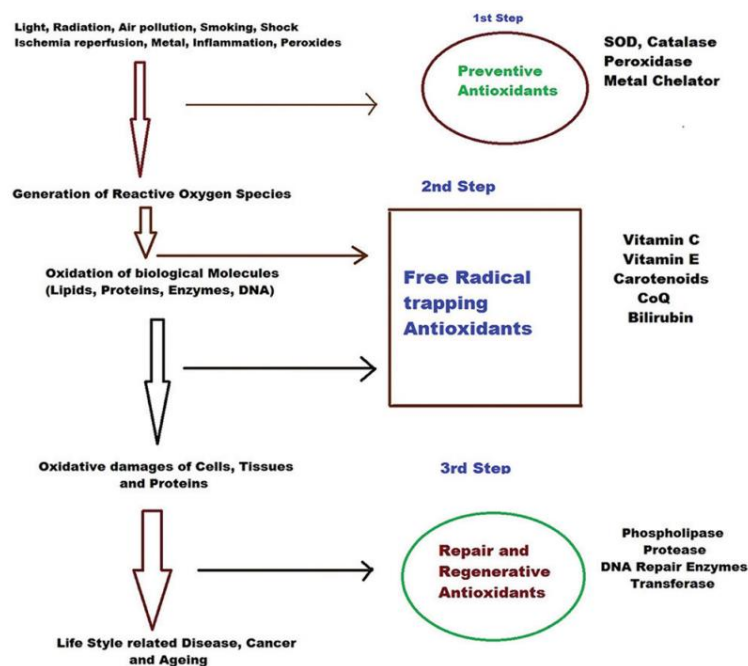 Light, Radiation, Air pollution, Smoking, Shock
Ischemia reperfusion, Metal, Inflammation, Peroxides
1st Step
Preventive
Antioxidants
SOD, Catalase
Peroxidase
Metal Chelator
Generation of Reactive Oxygen Species
2nd Step
Oxidation of biological Molecules
(Lipids, Proteins, Enzymes, DNA)
Free Radical
trapping
Antioxidants
Vitamin C
Vitamin E
Carotenoids
CoQ
Bilirubin
Oxidative damages of Cells, Tissues
and Proteins
3rd Step
Repair and
Regenerative
Antioxidants
Phospholipase
Protease
DNA Repair Enzymes
Transferase
Life Style related Disease, Cancer
and Ageing